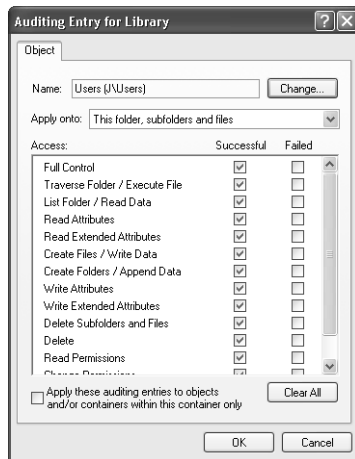 Auditing Entry for Library
Object
Name: Users (J\Users) Change...
Apply onto: This folder, subfolders and files
Access: Successful Failed
Full Control
Traverse Folder / Execute File
List Folder / Read Data
Read Attributes
Read Extended Attributes
Create Files / Write Data
Create Folders / Append Data
Write Attributes
Write Extended Attributes
Delete Subfolders and Files
Delete
Read Permissions
Change Permissions
Apply these auditing entries to objects Clear All
and/or containers within this container only
OK Cancel